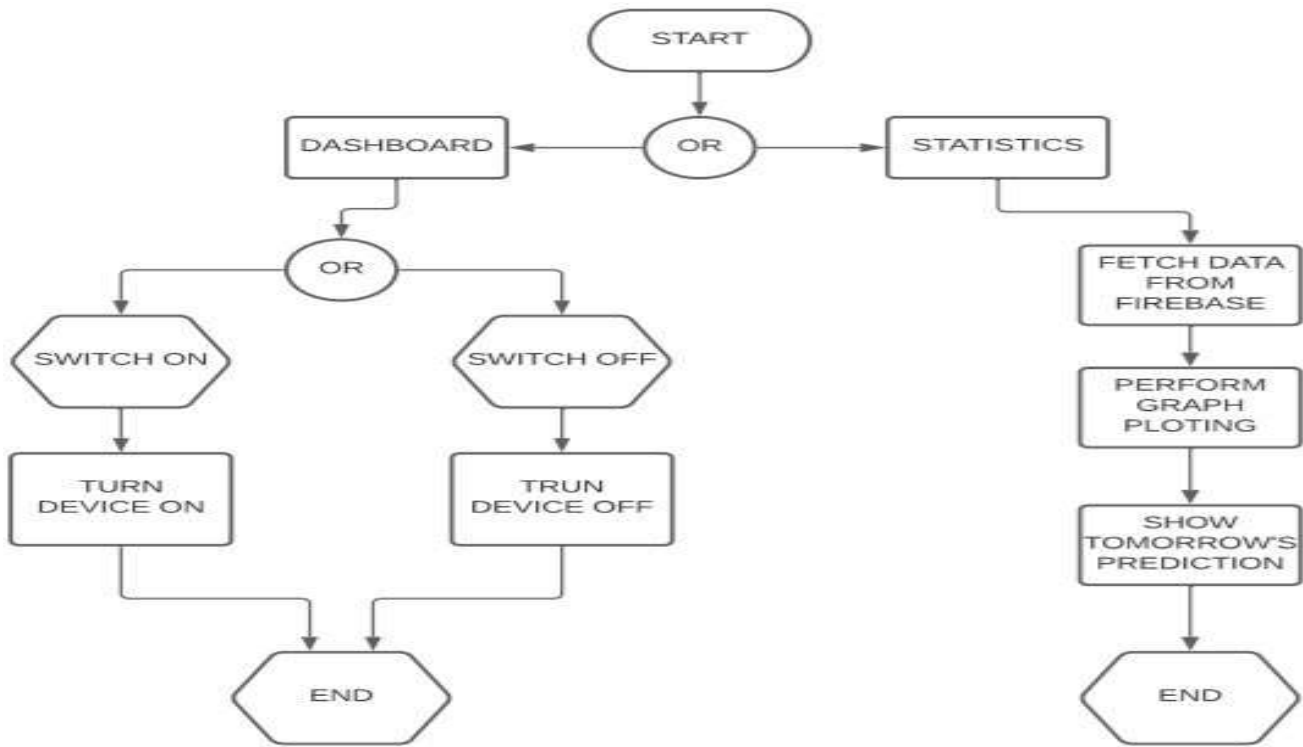 START
DASHBOARD
OR
STATISTICS
OR
FETCH DATA
FROM
FIREBASE
SWITCH ON
SWITCH OFF
PERFORM
GRAPH
PLOTING
TURN
DEVICE ON
TRUN
DEVICE OFF
SHOW
TOMORROW'S
PREDICTION
END
END